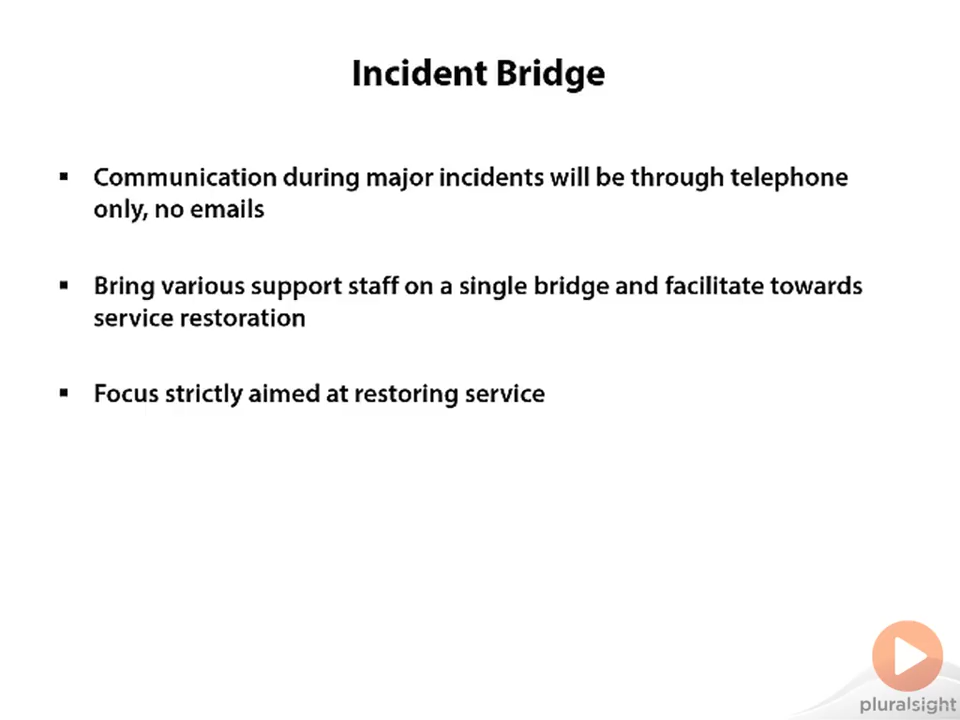 Incident Bridge
▪ Communication during major incidents will be through telephone
only, no emails
▪ Bring various support staff on a single bridge and facilitate towards
service restoration
▪ Focus strictly aimed at restoring service
pluralsight